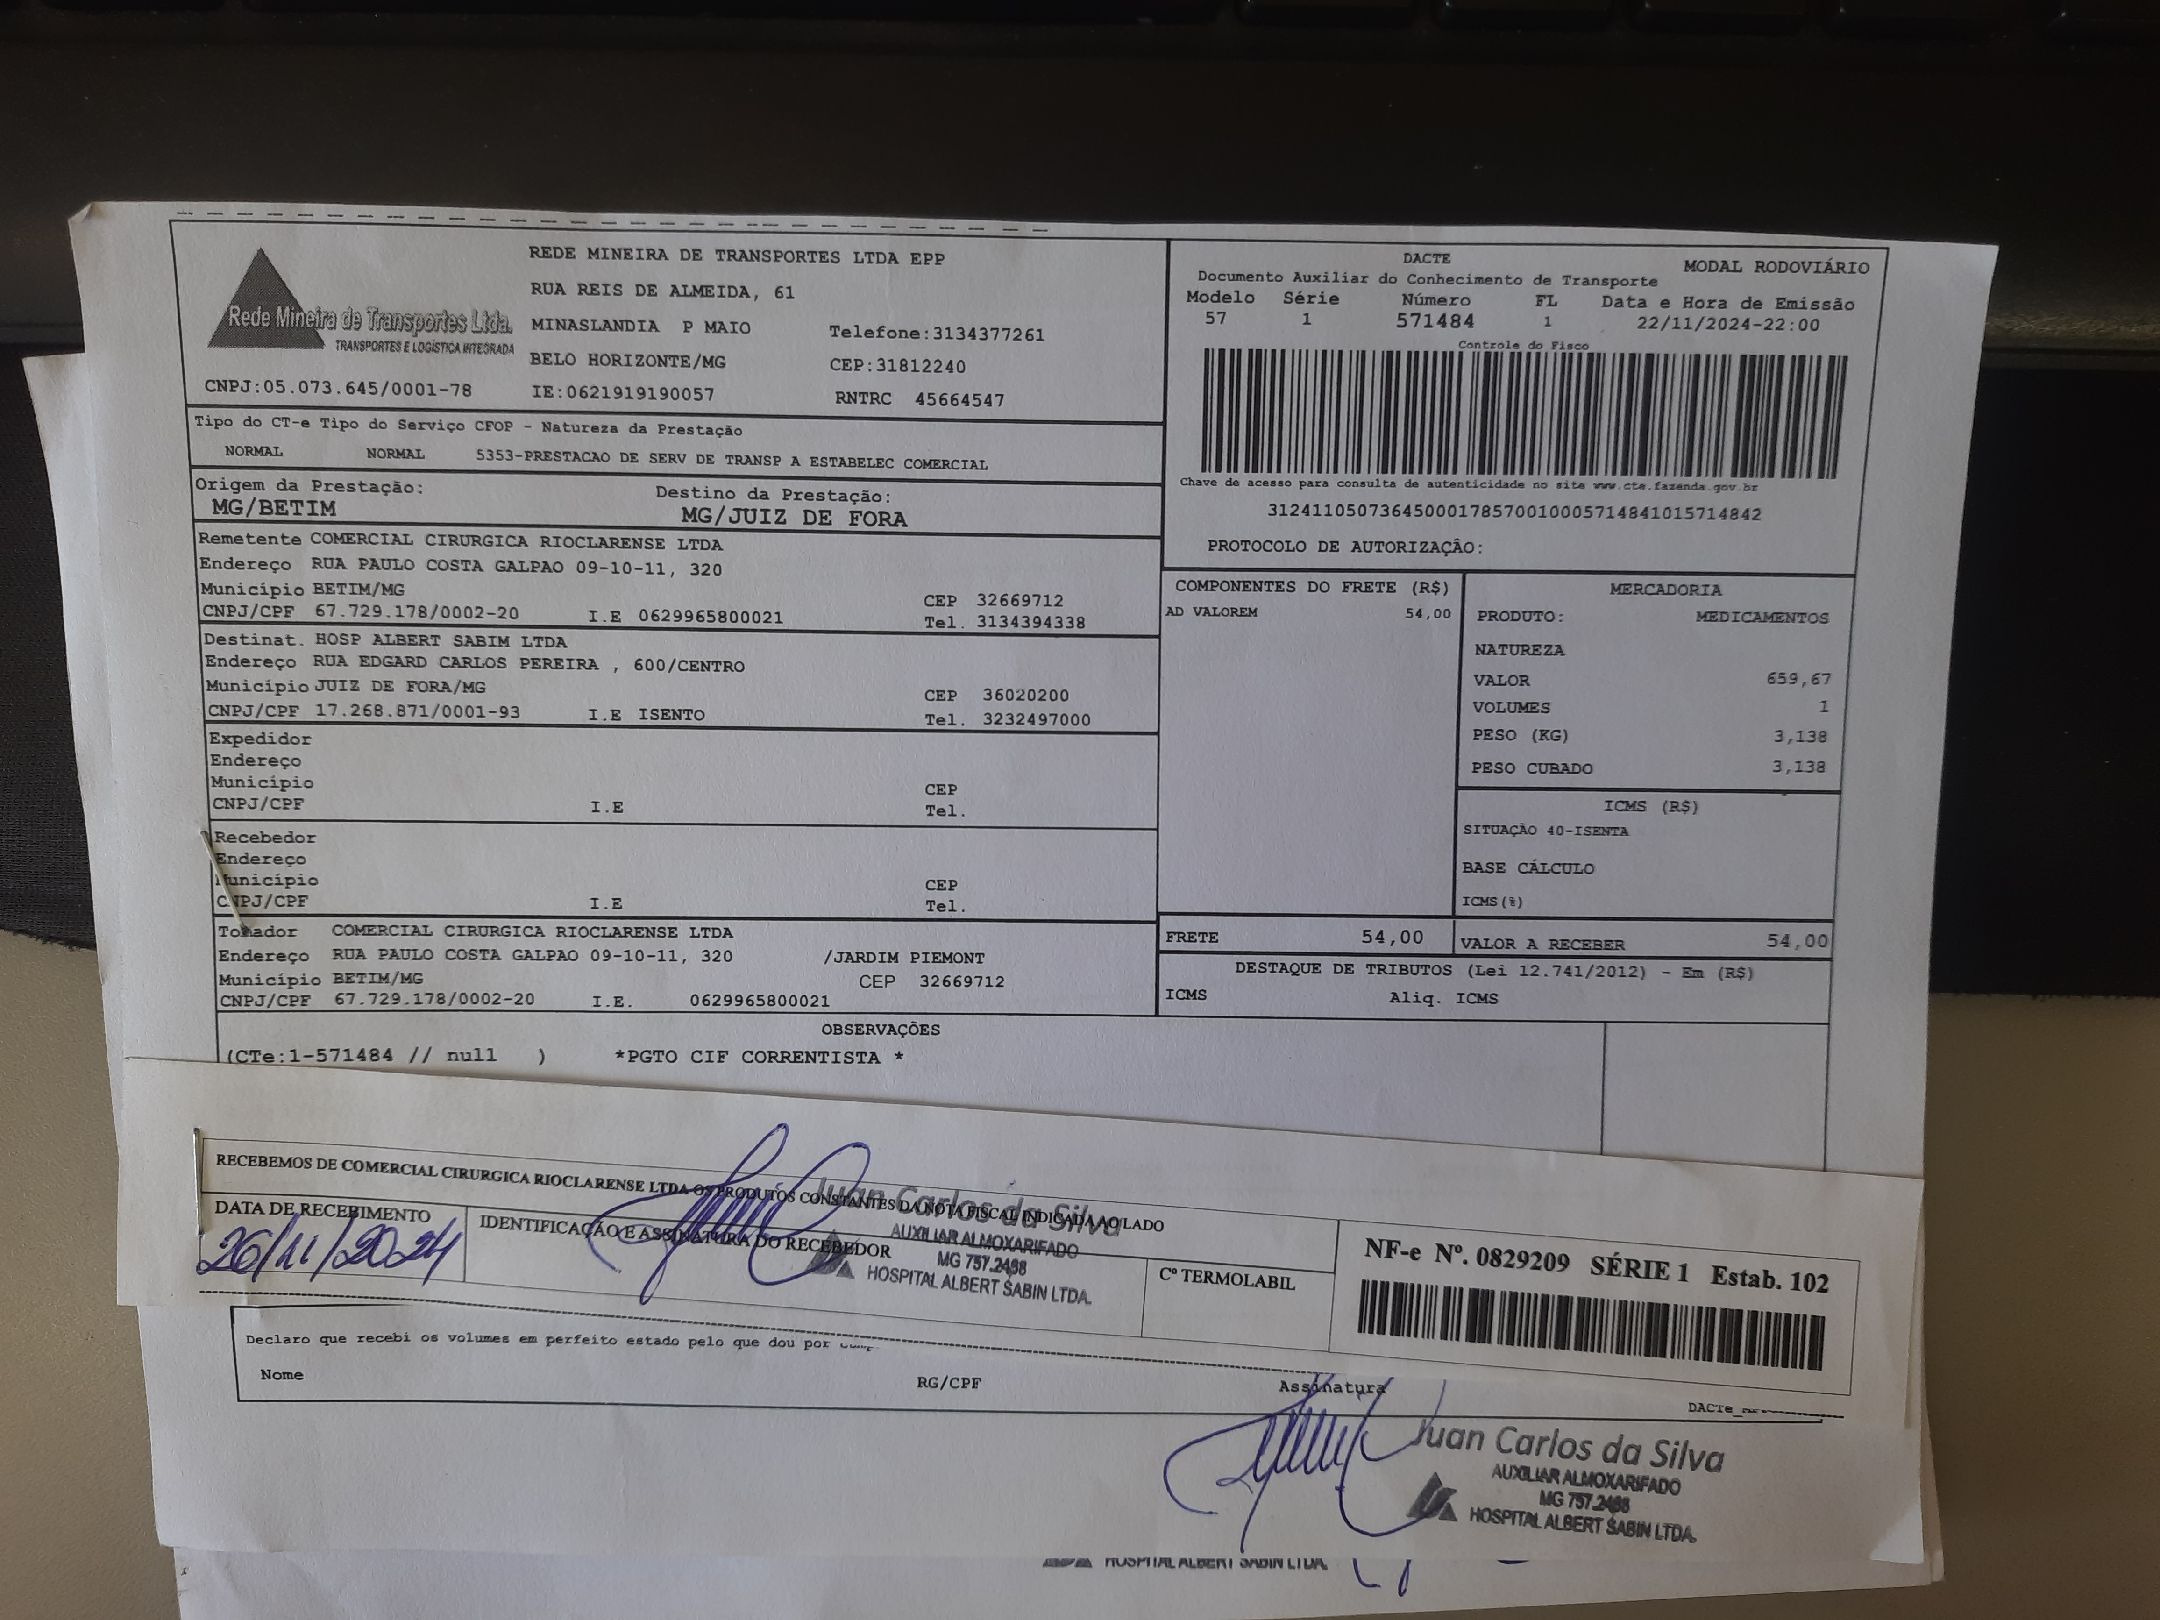 REDE MINEIRA DE TRANSPORTES LTDA EPP
RUA REIS DE ALMEIDA, 61
Rede Mineira de Transportes Ltda.
TRANSPORTES E LOGÍSTICA INTEGRADA
MINASLANDIA P MAIO Telefone:3134377261
BELO HORIZONTE/MG CEP:31812240
CNPJ:05.073.645/0001-78 IE:0621919190057 RNTRC 45664547
DACTE MODAL RODOVIÁRIO
Documento Auxiliar do Conhecimento de Transporte
Modelo Série Número FL Data e Hora de Emissão
57 1 571484 1 22/11/2024-22:00
Controle do Fisco
Chave de acesso para consulta de autenticidade no site www.cte.fazenda.gov.br
31241105073645000178570010005714841015714842
PROTOCOLO DE AUTORIZAÇÃO:
Tipo do CT-e Tipo do Serviço CFOP - Natureza da Prestação
NORMAL NORMAL 5353-PRESTACAO DE SERV DE TRANSP A ESTABELEC COMERCIAL
Origem da Prestação: Destino da Prestação:
MG/BETIM MG/JUIZ DE FORA
Remetente COMERCIAL CIRURGICA RIOCLARENSE LTDA
Endereço RUA PAULO COSTA GALPAO 09-10-11, 320
Município BETIM/MG CEP 32669712
CNPJ/CPF 67.729.178/0002-20 I.E 0629965800021 Tel. 3134394338
Destinat. HOSP ALBERT SABIM LTDA
Endereço RUA EDGARD CARLOS PEREIRA , 600/CENTRO
Município JUIZ DE FORA/MG CEP 36020200
CNPJ/CPF 17.268.871/0001-93 I.E ISENTO Tel. 3232497000
Expedidor
Endereço
Município CEP
CNPJ/CPF I.E Tel.
Recebedor
Endereço
Município CEP
CNPJ/CPF I.E Tel.
Tomador COMERCIAL CIRURGICA RIOCLARENSE LTDA
Endereço RUA PAULO COSTA GALPAO 09-10-11, 320 /JARDIM PIEMONT
Município BETIM/MG CEP 32669712
CNPJ/CPF 67.729.178/0002-20 I.E. 0629965800021
COMPONENTES DO FRETE (R$)
AD VALOREM 54,00
MERCADORIA
PRODUTO: MEDICAMENTOS
NATUREZA
VALOR 659,67
VOLUMES 1
PESO (KG) 3,138
PESO CUBADO 3,138
ICMS (R$)
SITUAÇÃO 40-ISENTA
BASE CÁLCULO
ICMS(%)
FRETE 54,00 VALOR A RECEBER 54,00
DESTAQUE DE TRIBUTOS (Lei 12.741/2012) - Em (R$)
ICMS Aliq. ICMS
OBSERVAÇÕES
(CTe:1-571484 // null ) *PGTO CIF CORRENTISTA *
RECEBEMOS DE COMERCIAL CIRURGICA RIOCLARENSE LTDA OS PRODUTOS CONSTANTES DA NOTA FISCAL INDICADA AO LADO
DATA DE RECEBIMENTO IDENTIFICAÇÃO E ASSINATURA DO RECEBEDOR
26/11/2024
Juan Carlos da Silva
AUXILIAR ALMOXARIFADO
MG 757.2468
HOSPITAL ALBERT SABIN LTDA.
Cº TERMOLABIL
NF-e Nº. 0829209 SÉRIE 1 Estab. 102
Declaro que recebi os volumes em perfeito estado pelo que dou por
Nome RG/CPF Assinatura
DACTe
Juan Carlos da Silva
AUXILIAR ALMOXARIFADO
MG 757.2468
HOSPITAL ALBERT SABIN LTDA.
HOSPITAL ALBERT SABIN LTDA.